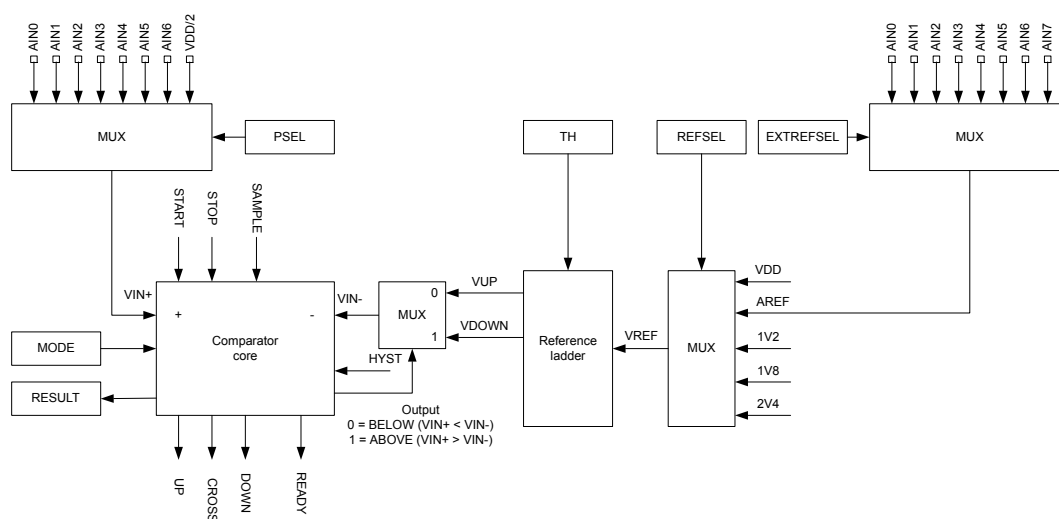 AIN0
AIN1
AIN2
AIN3
AIN4
AIN5
AIN6
VDD/2
AIN0
AIN1
AIN2
AIN3
AIN4
AIN5
AIN6
AIN7
MUX
PSEL
TH
REFSEL
EXTREFSEL
MUX
START
STOP
SAMPLE
VIN+
+
-
VIN-
Comparator
core
MODE
RESULT
HYST
MUX
0
1
VUP
VDOWN
Reference
ladder
VREF
MUX
VDD
AREF
1V2
1V8
2V4
Output
0 = BELOW (VIN+ < VIN-)
1 = ABOVE (VIN+ > VIN-)
UP
CROSS
DOWN
READY